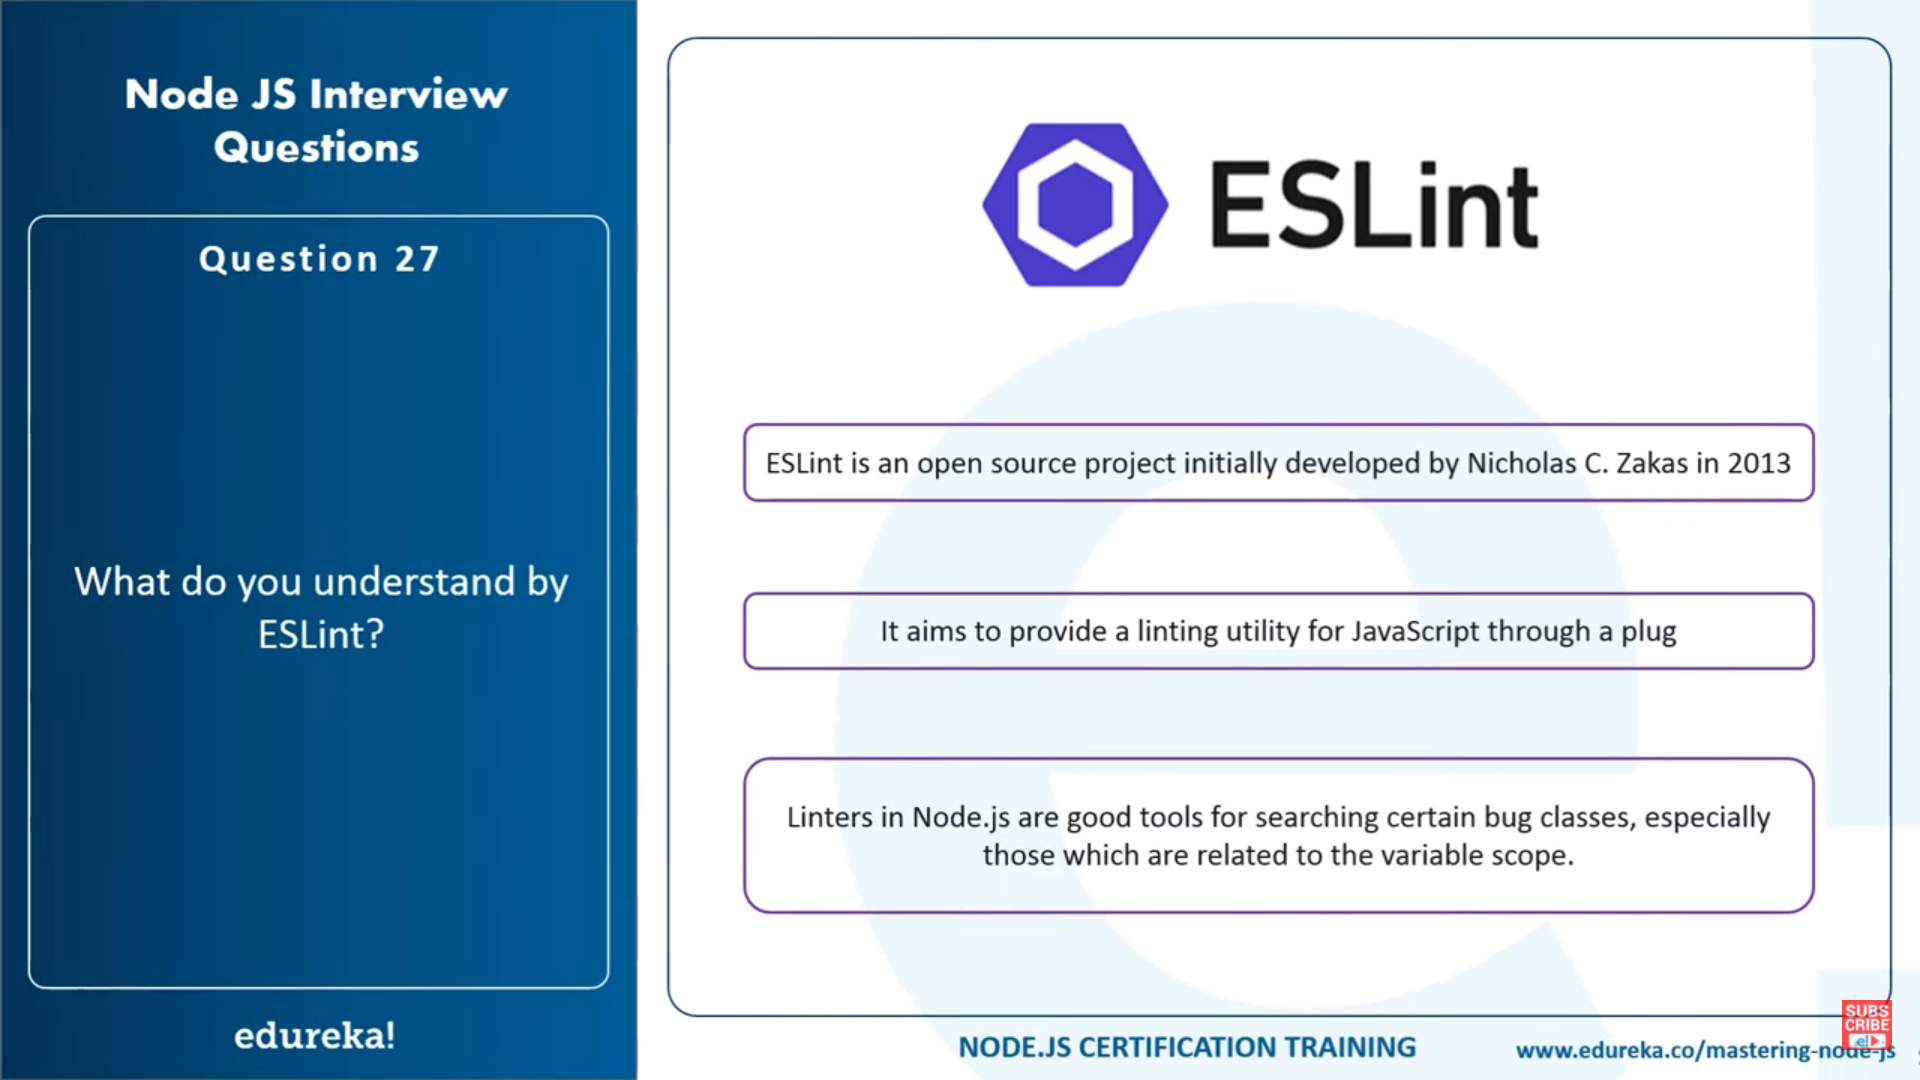 Node JS Interview
Questions
Question 27
What do you understand by
ESLint?
edureka!
ESLint
ESLint is an open source project initially developed by Nicholas C. Zakas in 2013
It aims to provide a linting utility for JavaScript through a plug
Linters in Node.js are good tools for searching certain bug classes, especially
those which are related to the variable scope.
NODE.JS CERTIFICATION TRAINING
www.edureka.co/mastering-node-js
SUBS
CRIBE
e!